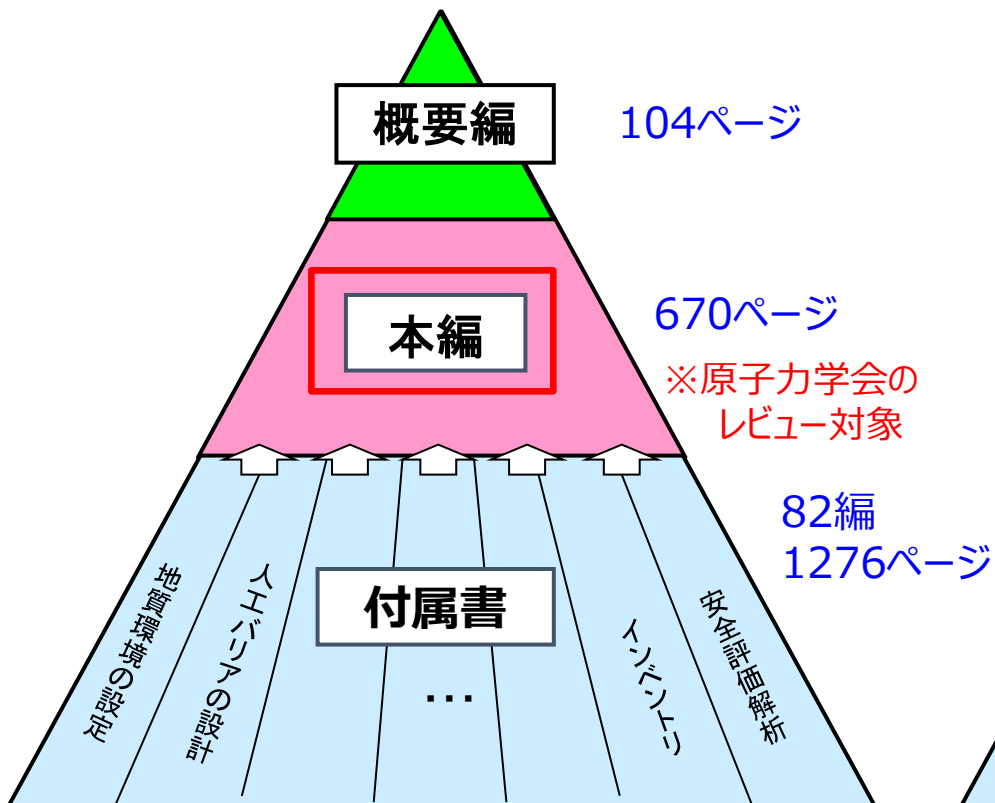 概要編
104ページ
本編
670ページ
※原子力学会の
レビュー対象
82編
1276ページ
付属書
地質環境の設定
人工バリアの設計
...
インベントリ
安全評価解析